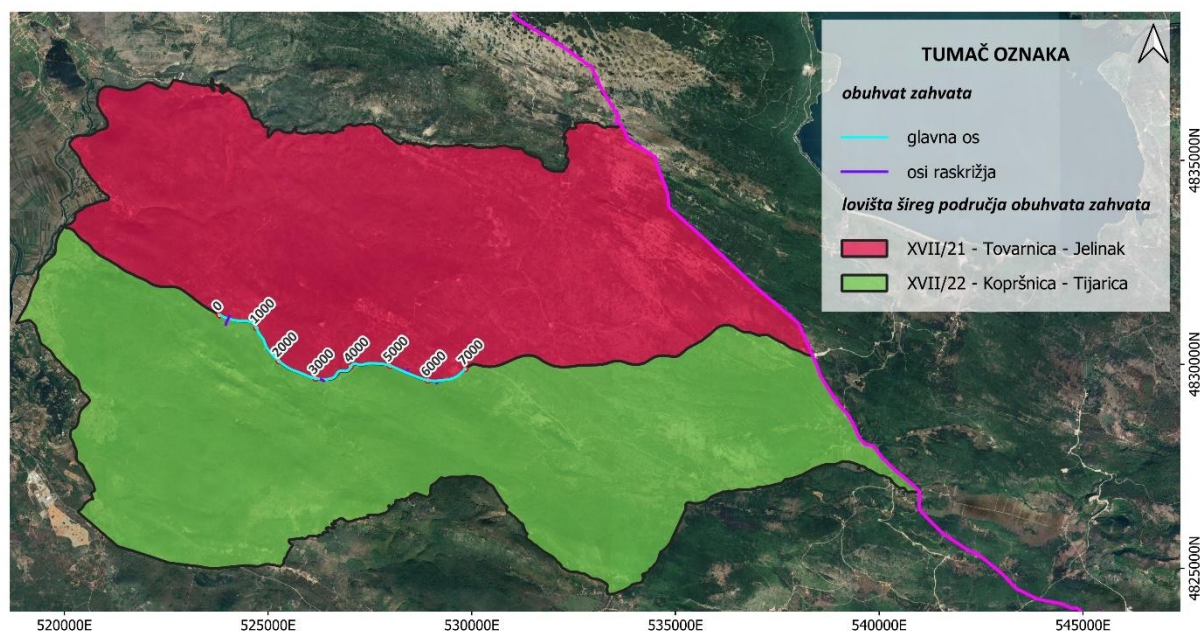 TUMAČ OZNAKA
obuhvat zahvata
glavna os
osi raskrižja
lovišta šireg područja obuhvata zahvata
XVII/21 - Tovarnica - Jelinak
XVII/22 - Kopršnica - Tijarica
0
1000
2000
3000
4000
5000
6000
7000
4835000N
4830000N
4825000N
520000E
525000E
530000E
535000E
540000E
545000E